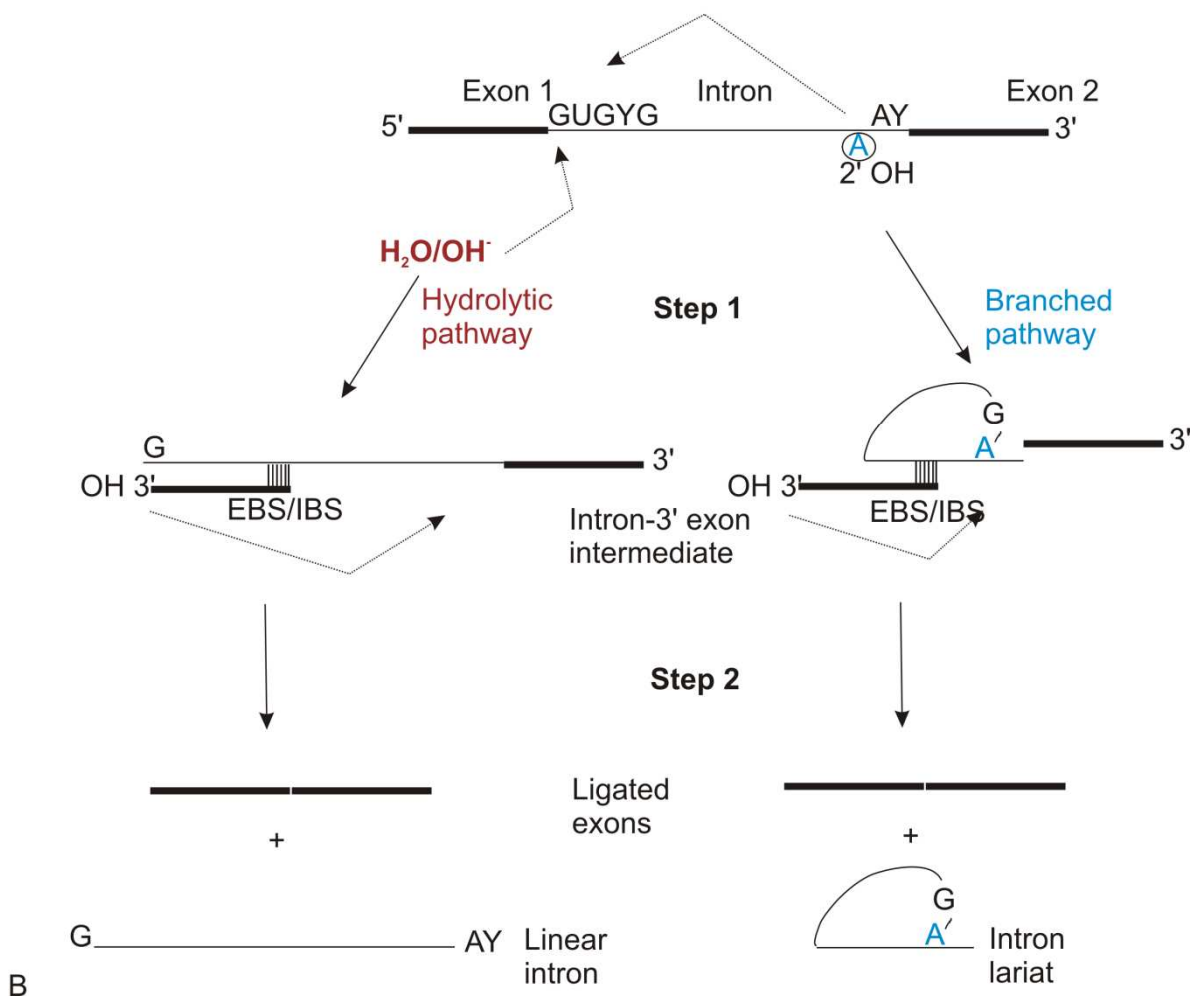 Exon 1
Intron
Exon 2
5'
GUGYG
AY
3'
A
2' OH
H₂O/OH⁻
Hydrolytic
pathway
Step 1
Branched
pathway
G
3'
OH 3'
EBS/IBS
G
A
3'
OH 3'
EBS/IBS
Intron-3' exon
intermediate
Step 2
Ligated
exons
+
+
G
AY
Linear
intron
G
A
Intron
lariat
B